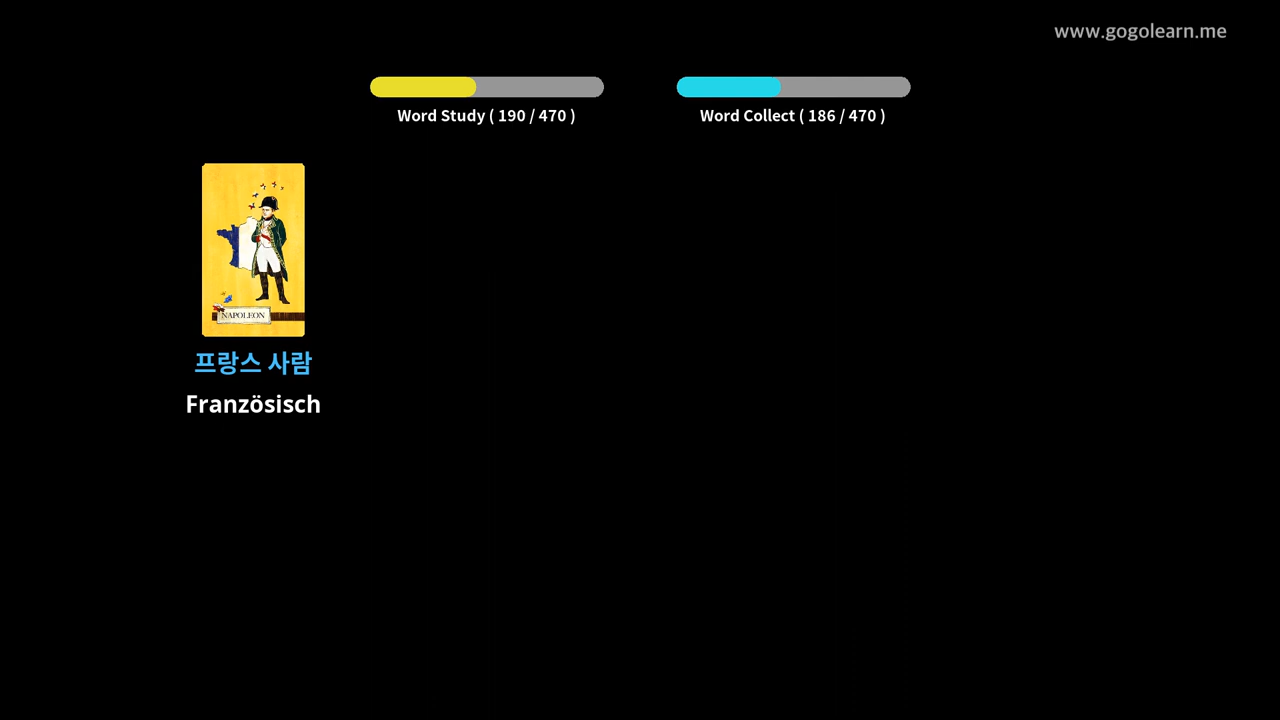 www.gogolearn.me
Word Study ( 190 / 470 )
Word Collect ( 186 / 470 )
NAPOLEON
프랑스 사람
Französisch